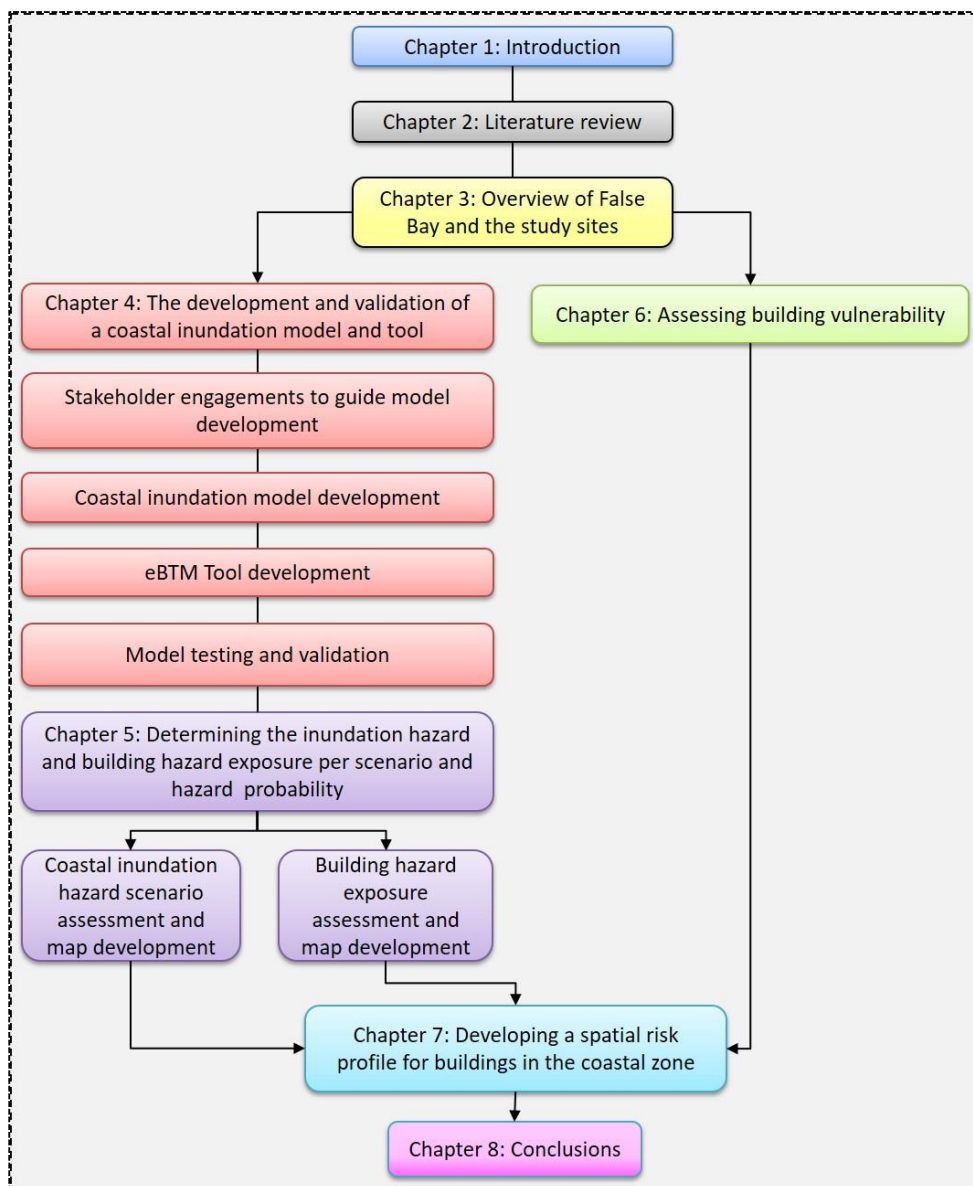 Chapter 1: Introduction
Chapter 2: Literature review
Chapter 3: Overview of False
Bay and the study sites
Chapter 4: The development and validation of
a coastal inundation model and tool
Chapter 6: Assessing building vulnerability
Stakeholder engagements to guide model
development
Coastal inundation model development
eBTM Tool development
Model testing and validation
Chapter 5: Determining the inundation hazard
and building hazard exposure per scenario and
hazard probability
Coastal inundation
hazard scenario
assessment and
map development
Building hazard
exposure
assessment and
map development
Chapter 7: Developing a spatial risk
profile for buildings in the coastal zone
Chapter 8: Conclusions